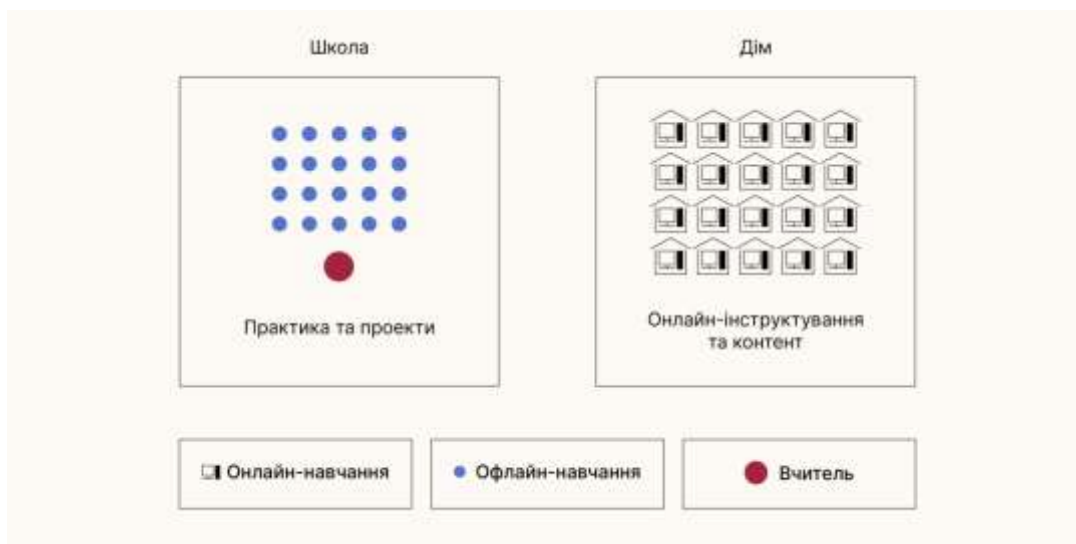 Школа
Дім
Практика та проекти
Онлайн-інструктування
та контент
Онлайн-навчання
Офлайн-навчання
Вчитель